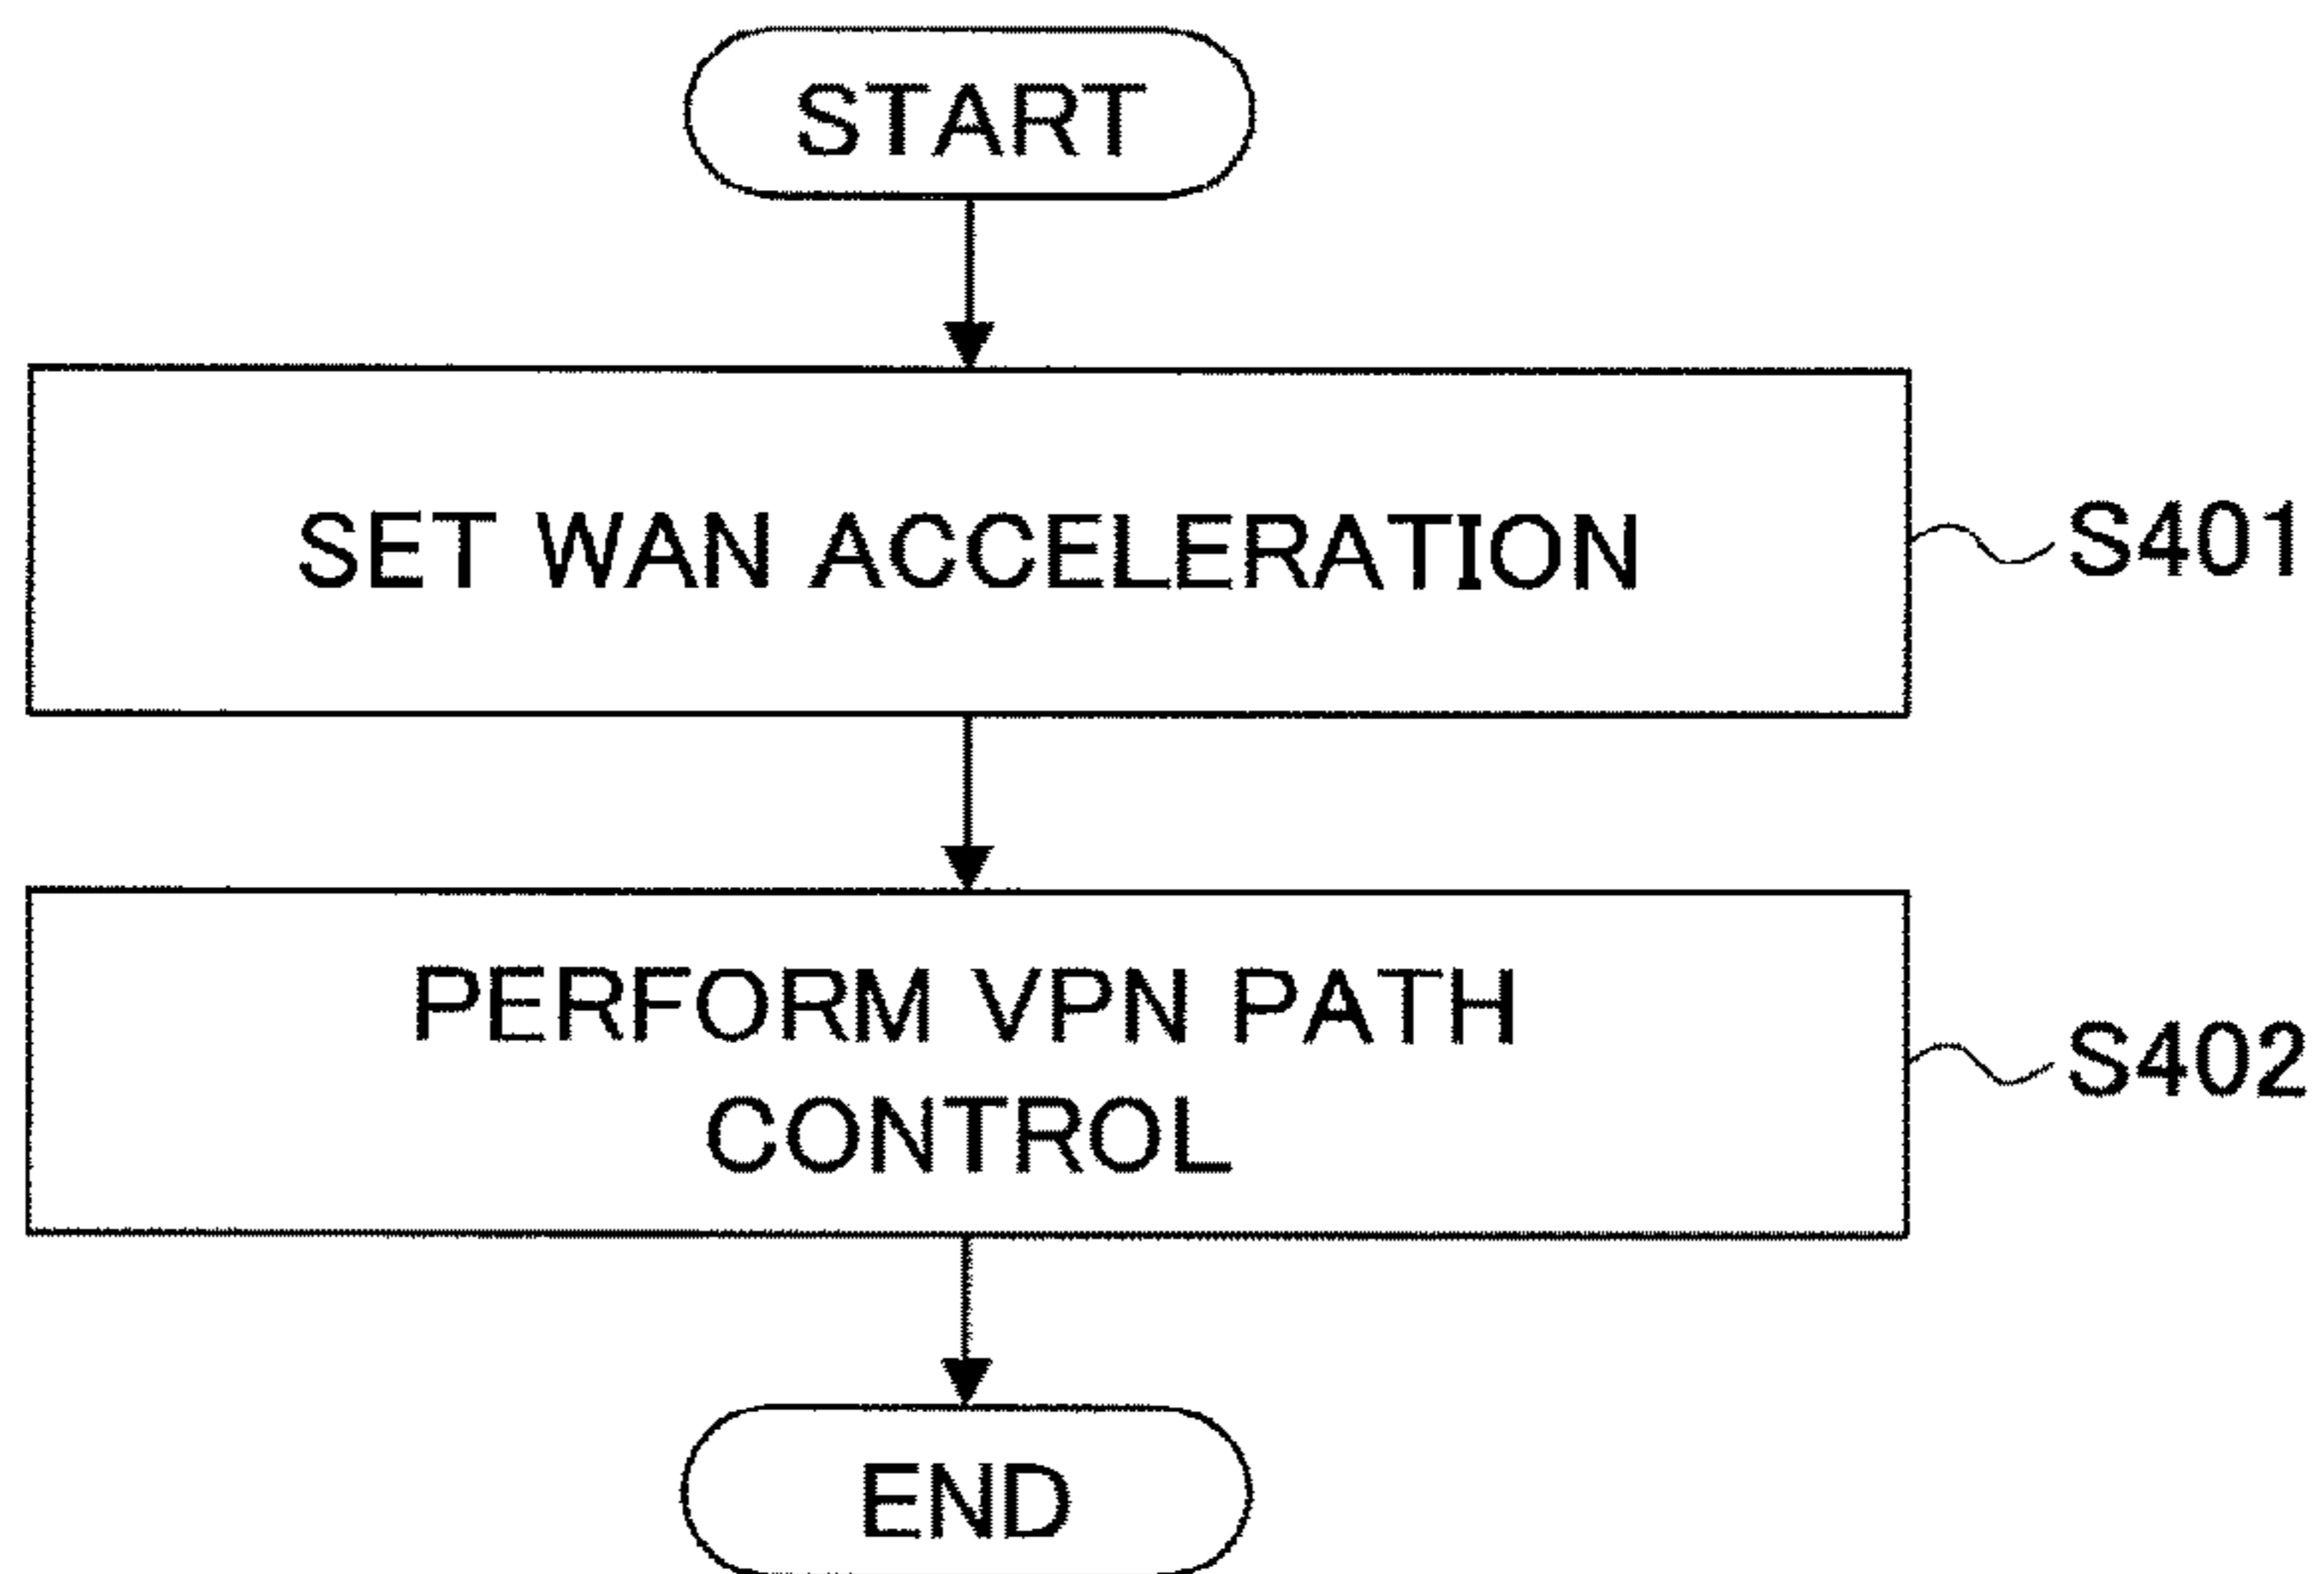 START
SET WAN ACCELERATION
S401
PERFORM VPN PATH
CONTROL
S402
END